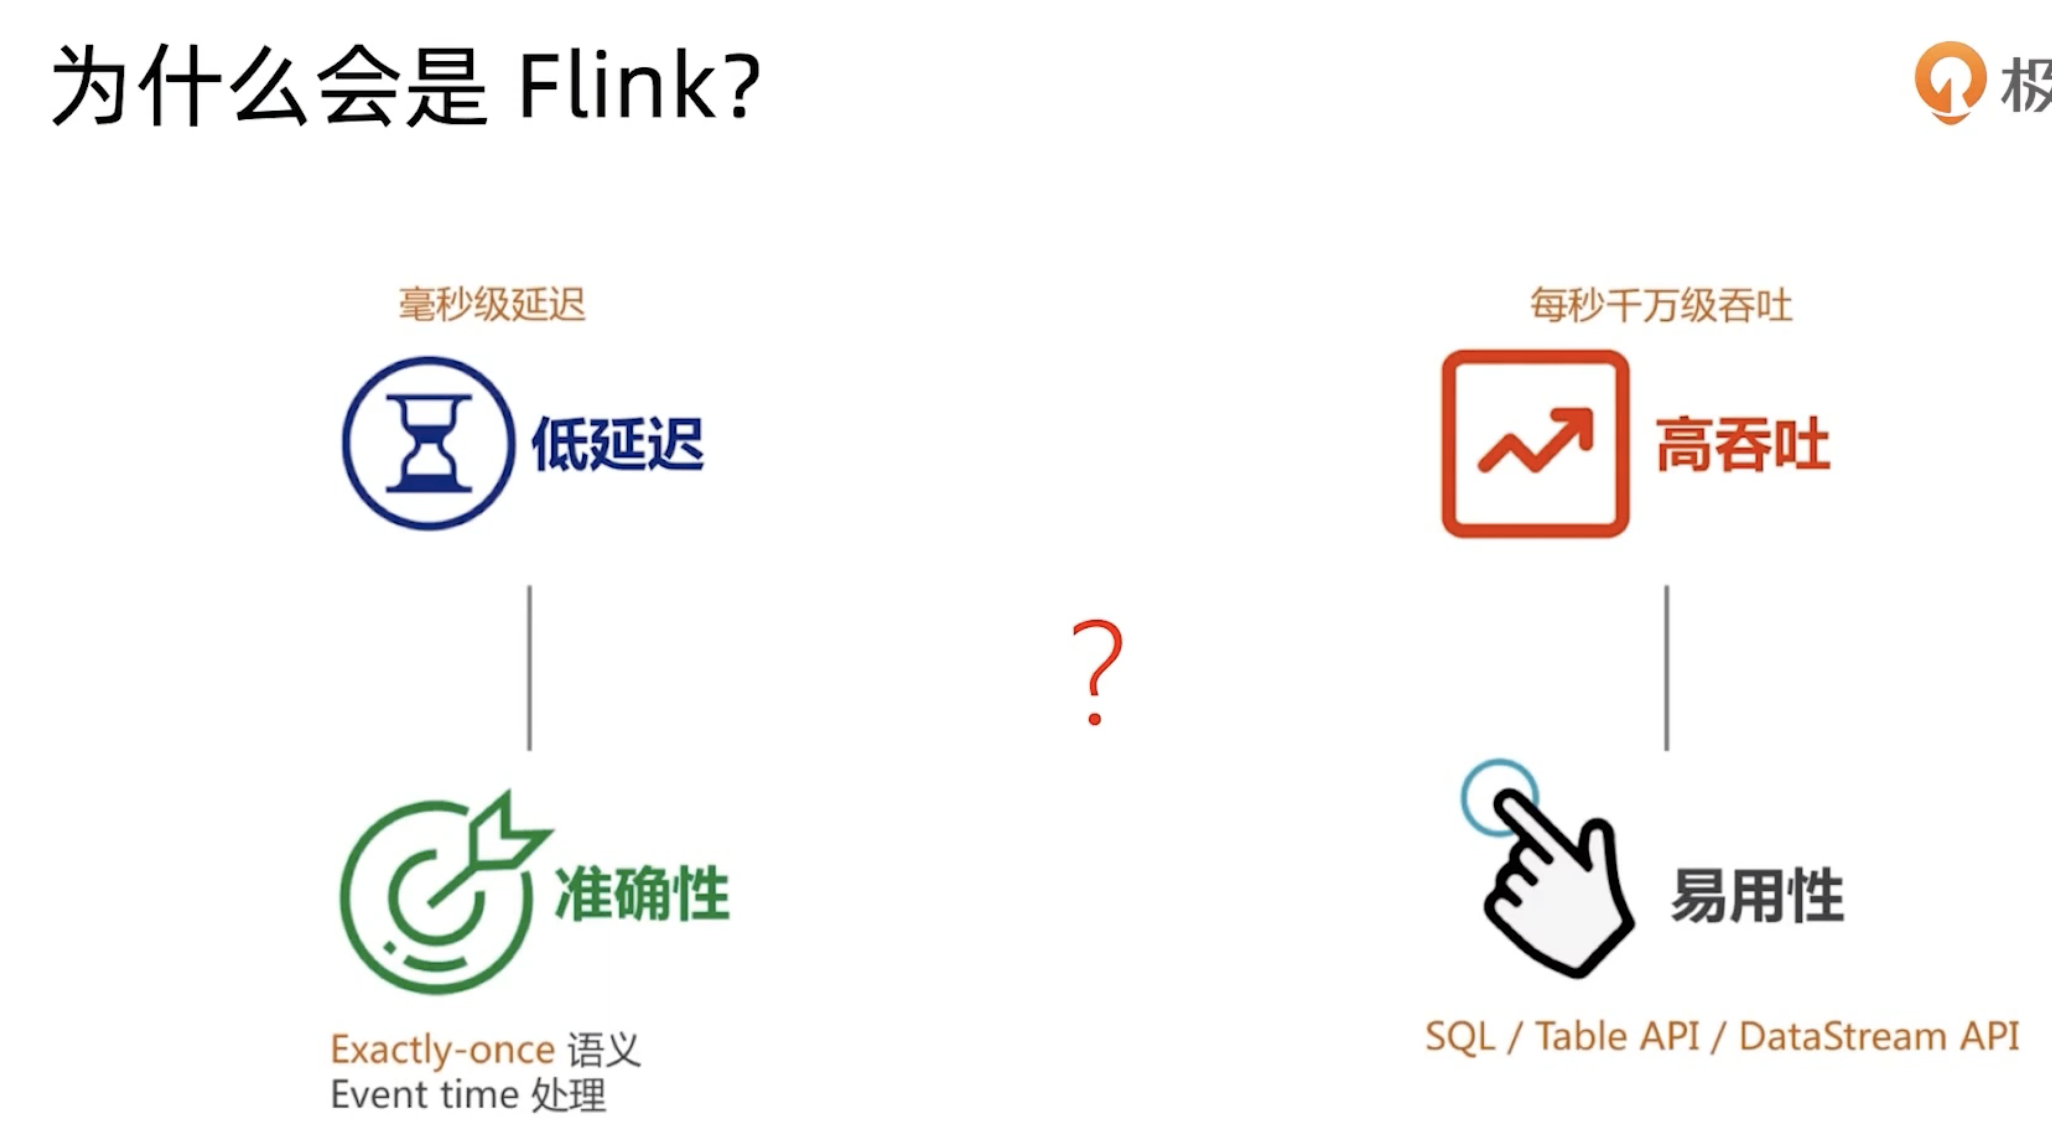 为什么会是 Flink?
极
毫秒级延迟
每秒千万级吞吐
低延迟
高吞吐
?
准确性
易用性
Exactly-once 语义
Event time 处理
SQL / Table API / DataStream API